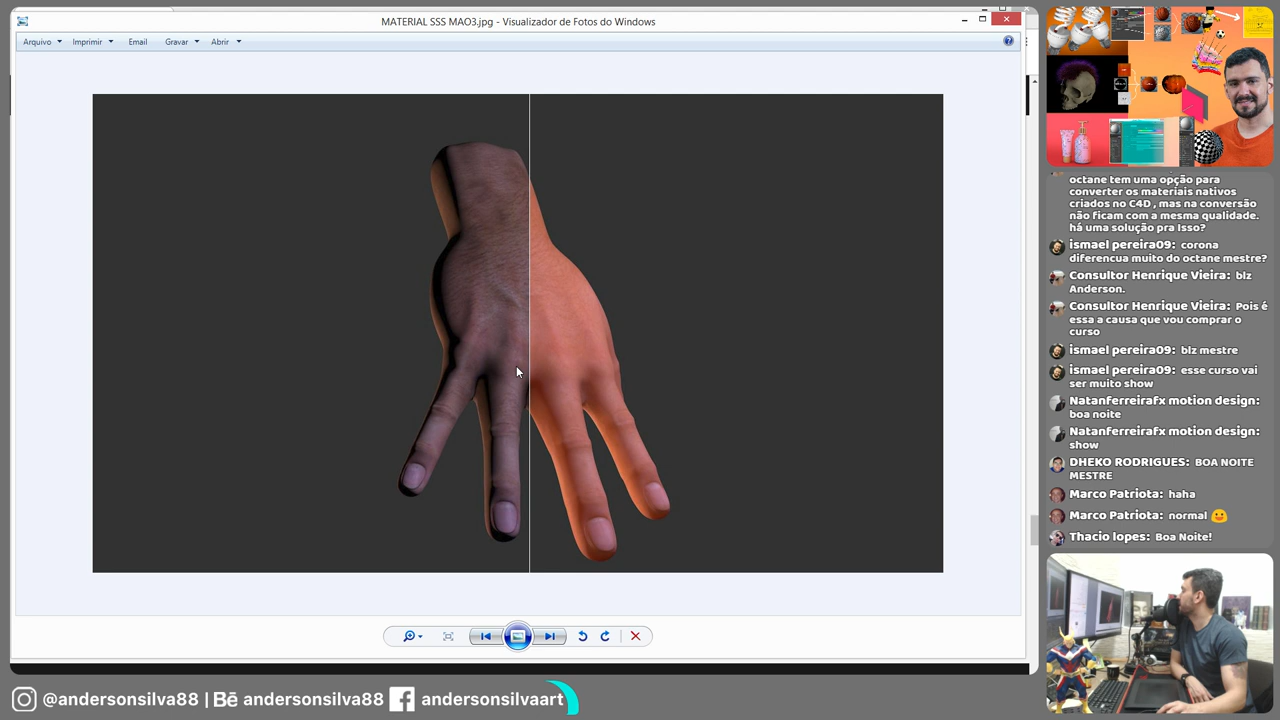 MATERIAL SSS MAO3.jpg - Visualizador de Fotos do Windows
Arquivo Imprimir Email Gravar Abrir
octane tem uma opção para
converter os materiais nativos
criados no C4D , mas na conversão
não ficam com a mesma qualidade.
há uma solução pra Isso?
ismael pereira09: corona
diferencua muito do octane mestre?
Consultor Henrique Vieira: blz
Anderson.
Consultor Henrique Vieira: Pois é
essa a causa que vou comprar o
curso
ismael pereira09: blz mestre
ismael pereira09: esse curso vai
ser muito show
Natanferreirafx motion design:
boa noite
Natanferreirafx motion design:
show
DHEKO RODRIGUES: BOA NOITE
MESTRE
Marco Patriota: haha
Marco Patriota: normal 😃
Thacio lopes: Boa Noite!
@andersonsilva88 | Bē andersonsilva88 andersonsilvaart